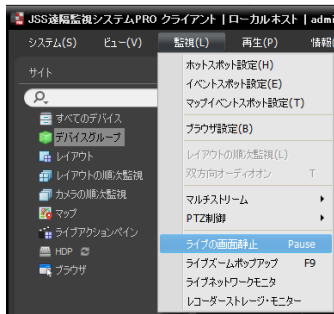 JSS遠隔監視システムPRO クライアント | ローカルホスト | admi
システム(S) ビュー(V) 監視(L) 再生(P) 情報(
サイト
すべてのデバイス
デバイスグループ
レイアウト
レイアウトの順次監視
カメラの順次監視
マップ
ライブアクションペイン
HDP
ブラウザ
ホットスポット設定(H)
イベントスポット設定(E)
マップイベントスポット設定(T)
ブラウザ設定(B)
レイアウトの順次監視(L)
双方向オーディオオン T
マルチストリーム
PTZ制御
ライブの画面静止 Pause
ライブズームポップアップ F9
ライブネットワークモニタ
レコーダーストレージ・モニター